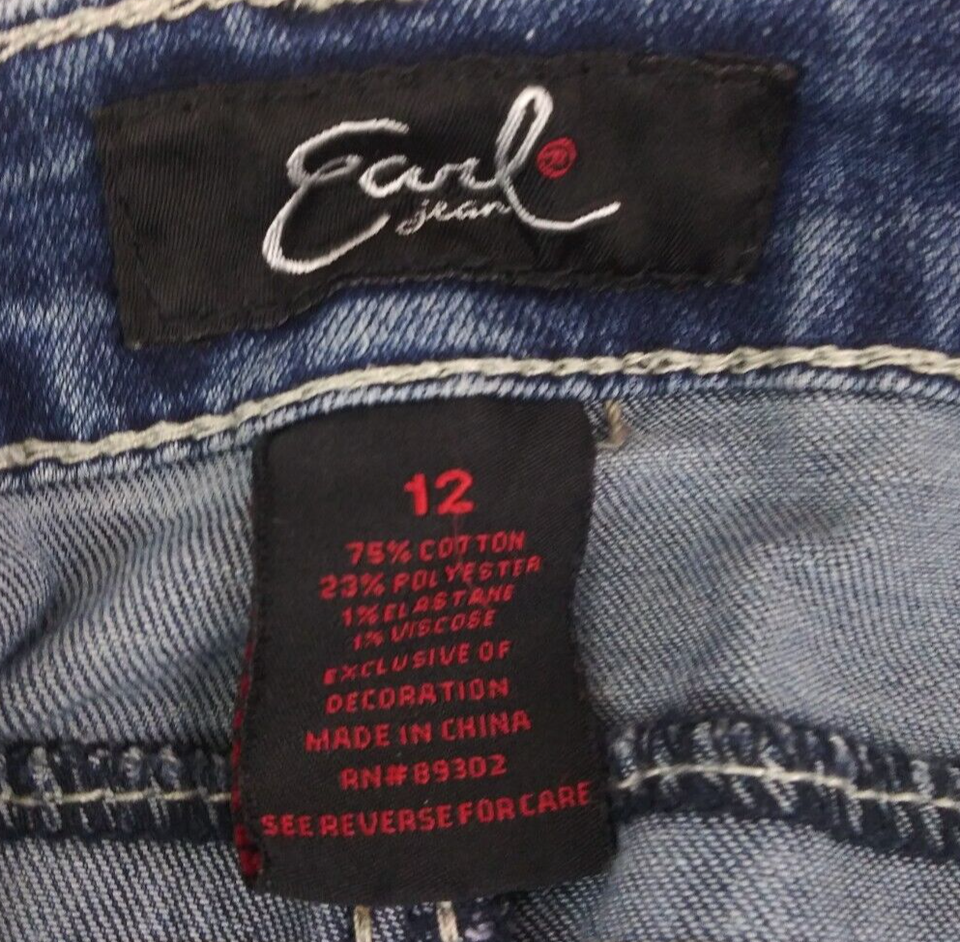 Earl®
jean
12
75% COTTON
23% POLYESTER
1% ELASTANE
1% VISCOSE
EXCLUSIVE OF
DECORATION
MADE IN CHINA
RN# 89302
SEE REVERSE FOR CARE